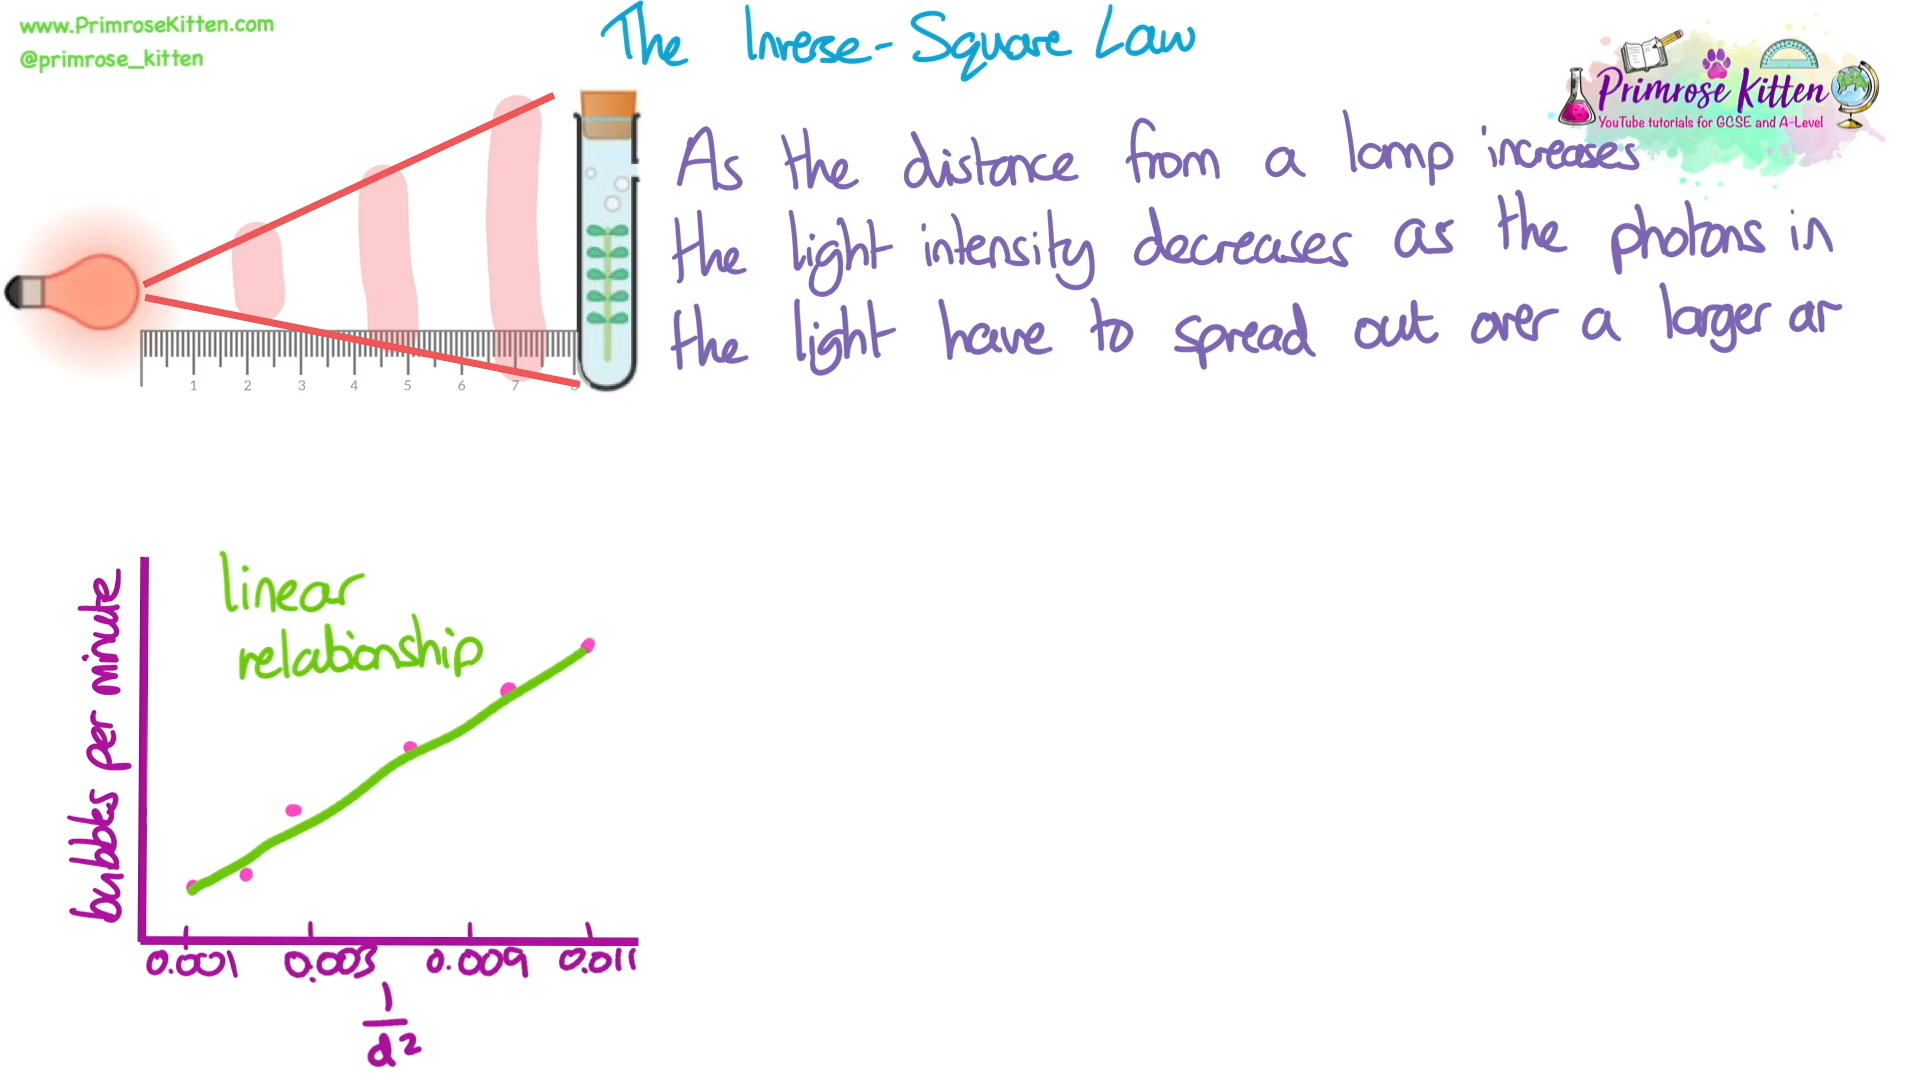 www.PrimroseKitten.com
@primrose_kitten
The Inverse-Square Law
Primrose Kitten
YouTube tutorials for GCSE and A-Level
As the distance from a lamp increases
the light intensity decreases as the photons in
the light have to spread out over a larger ar
1 2 3 4 5 6 7 8
linear
relationship
bubbles per minute
0.001 0.003 0.009 0.011
1
d²